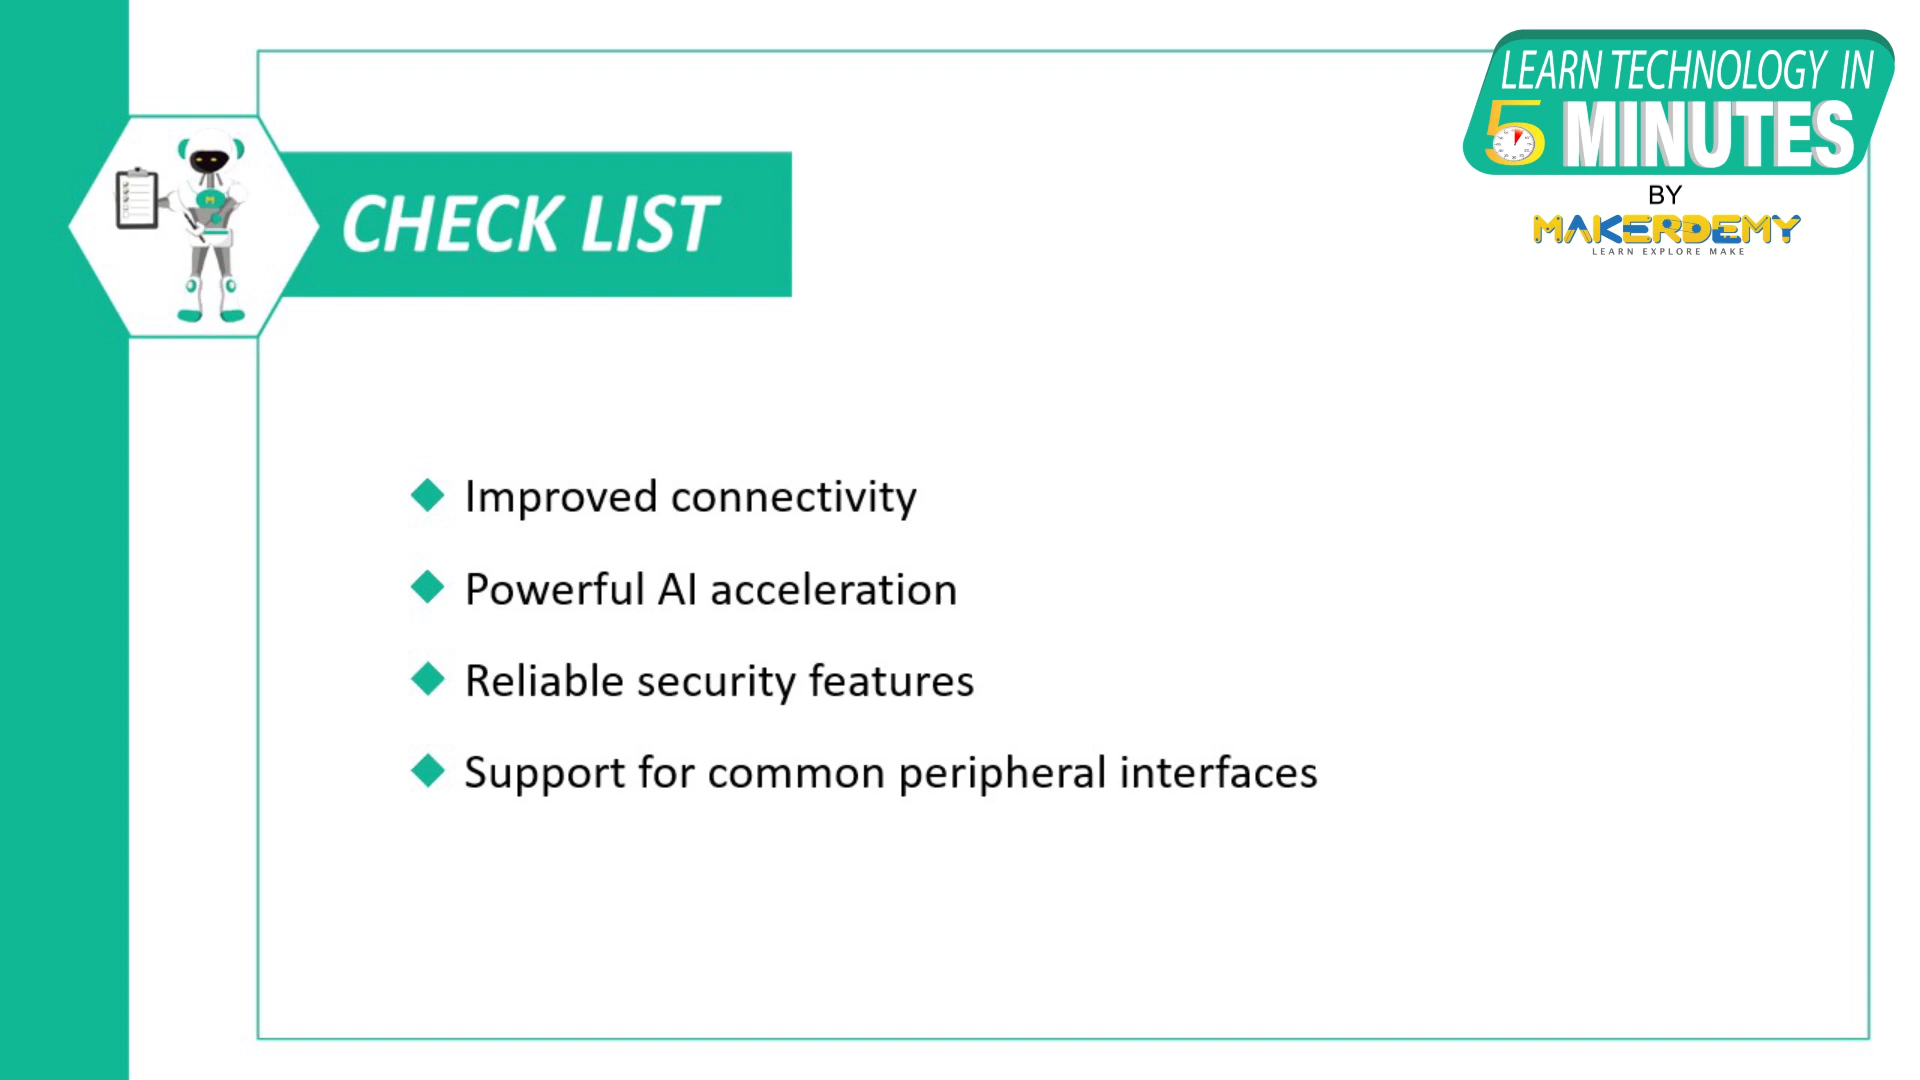 LEARN TECHNOLOGY IN
5 MINUTES
BY
MAKERDEMY
LEARN EXPLORE MAKE
CHECK LIST
Improved connectivity
Powerful AI acceleration
Reliable security features
Support for common peripheral interfaces